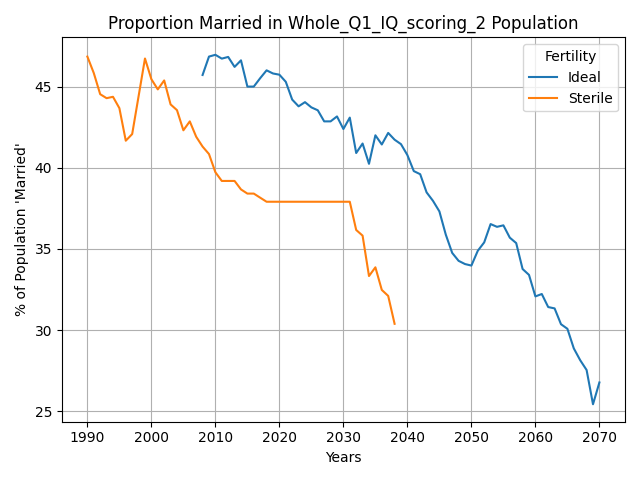 Proportion Married in Whole_Q1_IQ_scoring_2 Population
Fertility
Ideal
Sterile
% of Population 'Married'
45
40
35
30
25
1990 2000 2010 2020 2030 2040 2050 2060 2070
Years